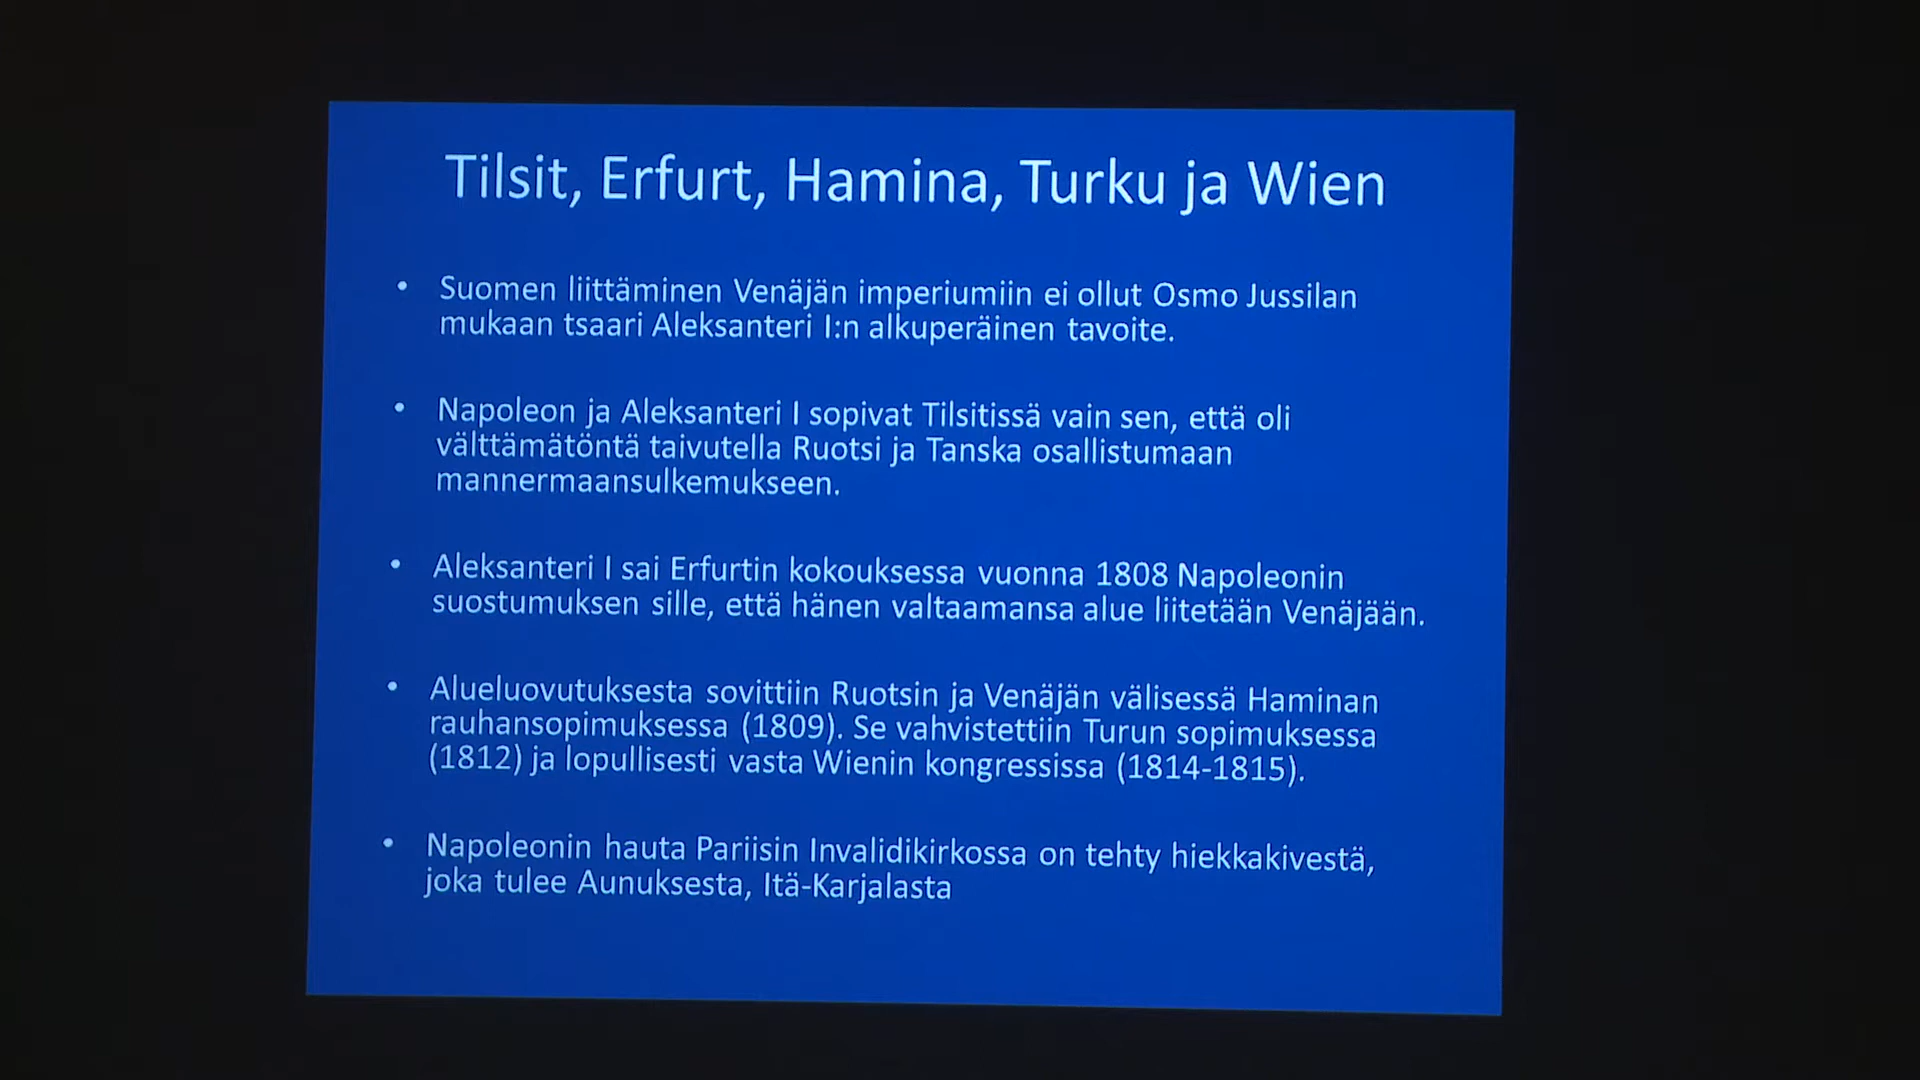 Tilsit, Erfurt, Hamina, Turku ja Wien
• Suomen liittäminen Venäjän imperiumiin ei ollut Osmo Jussilan
mukaan tsaari Aleksanteri I:n alkuperäinen tavoite.
• Napoleon ja Aleksanteri I sopivat Tilsitissä vain sen, että oli
välttämätöntä taivutella Ruotsi ja Tanska osallistumaan
mannermaansulkemukseen.
• Aleksanteri I sai Erfurtin kokouksessa vuonna 1808 Napoleonin
suostumuksen sille, että hänen valtaamansa alue liitetään Venäjään.
• Alueluovutuksesta sovittiin Ruotsin ja Venäjän välisessä Haminan
rauhansopimuksessa (1809). Se vahvistettiin Turun sopimuksessa
(1812) ja lopullisesti vasta Wienin kongressissa (1814-1815).
• Napoleonin hauta Pariisin Invalidikirkossa on tehty hiekkakivestä,
joka tulee Aunuksesta, Itä-Karjalasta